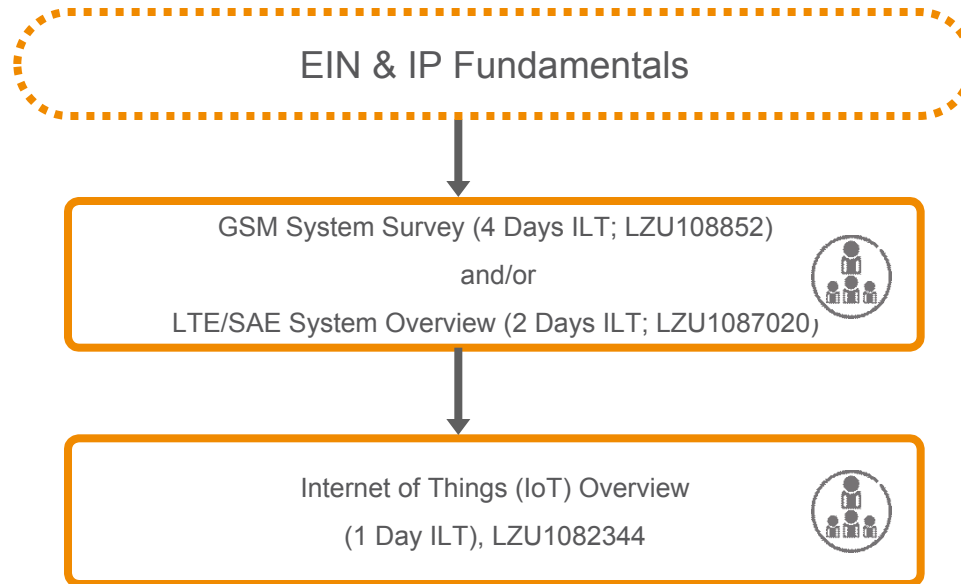 EIN & IP Fundamentals
GSM System Survey (4 Days ILT; LZU108852)
and/or
LTE/SAE System Overview (2 Days ILT; LZU1087020)
Internet of Things (IoT) Overview
(1 Day ILT), LZU1082344